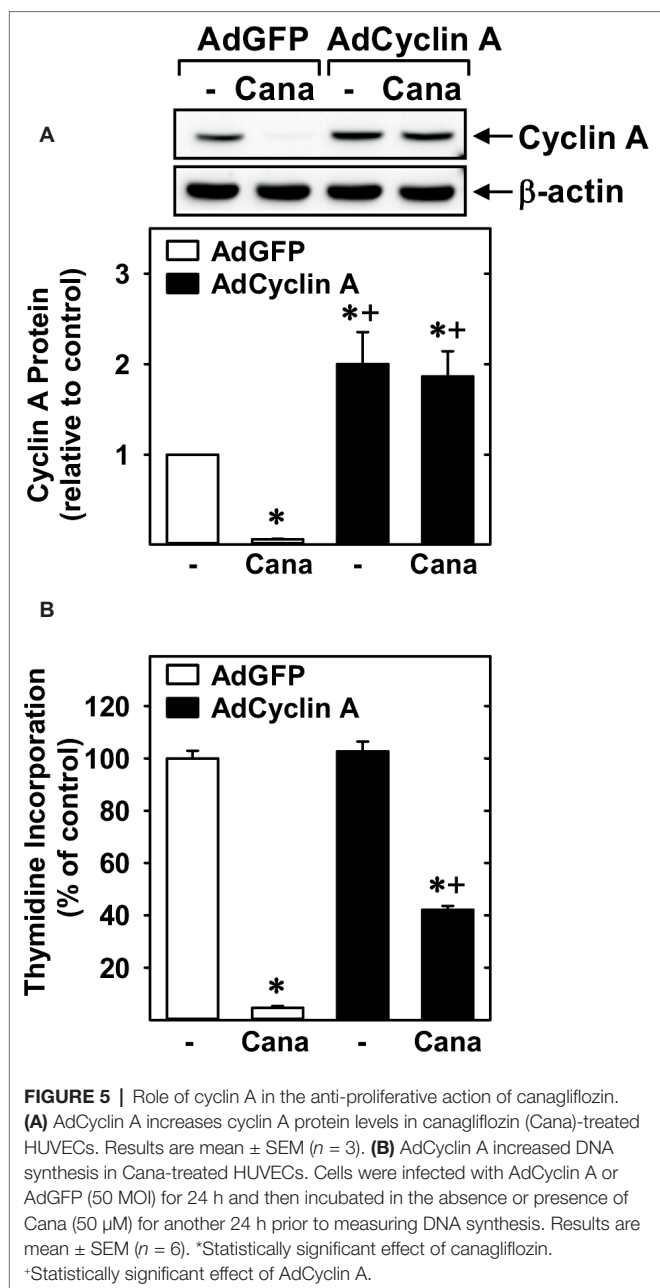 AdGFP AdCyclin A
- Cana - Cana
A
Cyclin A
β-actin
Cyclin A Protein
(relative to control)
3
2
1
AdGFP
AdCyclin A
*+
*+
*
- Cana - Cana
B
Thymidine Incorporation
(% of control)
120
100
80
60
40
20
AdGFP
AdCyclin A
*+
*
- Cana - Cana
FIGURE 5 | Role of cyclin A in the anti-proliferative action of canagliflozin.
(A) AdCyclin A increases cyclin A protein levels in canagliflozin (Cana)-treated
HUVECs. Results are mean ± SEM (n = 3). (B) AdCyclin A increased DNA
synthesis in Cana-treated HUVECs. Cells were infected with AdCyclin A or
AdGFP (50 MOI) for 24 h and then incubated in the absence or presence of
Cana (50 μM) for another 24 h prior to measuring DNA synthesis. Results are
mean ± SEM (n = 6). *Statistically significant effect of canagliflozin.
+Statistically significant effect of AdCyclin A.